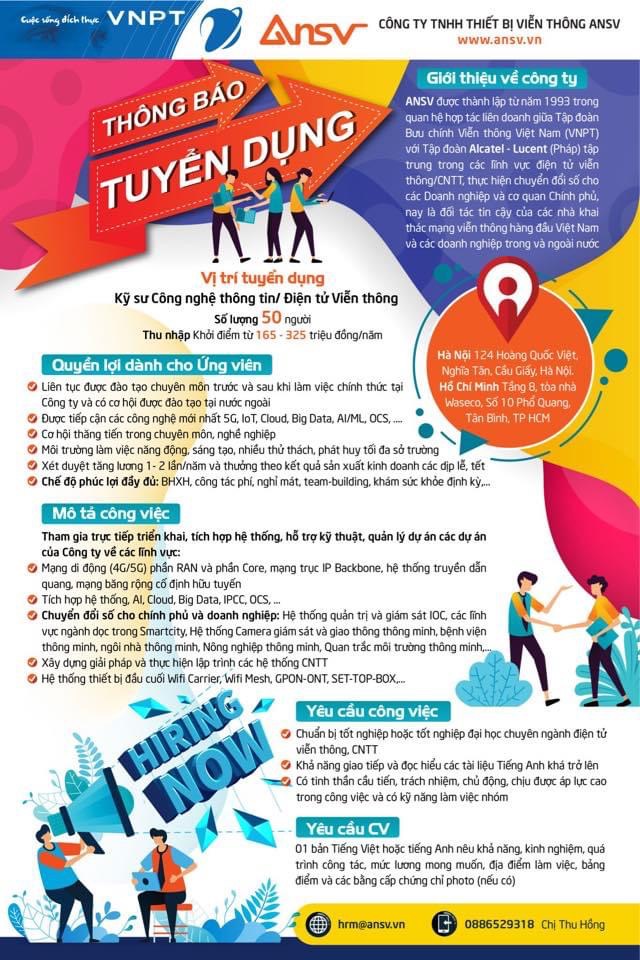 Cuộc sống đích thực
VNPT
Ansv
CÔNG TY TNHH THIẾT BỊ VIỄN THÔNG ANSV
www.ansv.vn
THÔNG BÁO
TUYỂN DỤNG
Giới thiệu về công ty
ANSV được thành lập từ năm 1993 trong
quan hệ hợp tác liên doanh giữa Tập đoàn
Bưu chính Viễn thông Việt Nam (VNPT)
với Tập đoàn Alcatel - Lucent (Pháp) tập
trung trong các lĩnh vực điện tử viễn
thông/CNTT, thực hiện chuyển đổi số cho
các Doanh nghiệp và cơ quan Chính phủ,
nay là đối tác tin cậy của các nhà khai
thác mạng viễn thông hàng đầu Việt Nam
và các doanh nghiệp trong và ngoài nước
Vị trí tuyển dụng
Kỹ sư Công nghệ thông tin/ Điện tử Viễn thông
Số lượng 50 người
Thu nhập Khởi điểm từ 165 - 325 triệu đồng/năm
Hà Nội 124 Hoàng Quốc Việt,
Nghĩa Tân, Cầu Giấy, Hà Nội.
Hồ Chí Minh Tầng 8, tòa nhà
Waseco, Số 10 Phổ Quang,
Tân Bình, TP HCM
Quyền lợi dành cho Ứng viên
Liên tục được đào tạo chuyên môn trước và sau khi làm việc chính thức tại
Công ty và có cơ hội được đào tạo tại nước ngoài
Được tiếp cận các công nghệ mới nhất 5G, IoT, Cloud, Big Data, AI/ML, OCS, ....
Cơ hội thăng tiến trong chuyên môn, nghề nghiệp
Môi trường làm việc năng động, sáng tạo, nhiều thử thách, phát huy tối đa sở trường
Xét duyệt tăng lương 1- 2 lần/năm và thưởng theo kết quả sản xuất kinh doanh các dịp lễ, tết
Chế độ phúc lợi đầy đủ: BHXH, công tác phí, nghỉ mát, team-building, khám sức khỏe định kỳ,...
Mô tả công việc
Tham gia trực tiếp triển khai, tích hợp hệ thống, hỗ trợ kỹ thuật, quản lý dự án các dự án
của Công ty về các lĩnh vực:
Mạng di động (4G/5G) phần RAN và phần Core, mạng trục IP Backbone, hệ thống truyền dẫn
quang, mạng băng rộng cố định hữu tuyến
Tích hợp hệ thống, AI, Cloud, Big Data, IPCC, OCS, ...
Chuyển đổi số cho chính phủ và doanh nghiệp: Hệ thống quản trị và giám sát IOC, các lĩnh
vực ngành dọc trong Smartcity, Hệ thống Camera giám sát và giao thông thông minh, bệnh viện
thông minh, ngôi nhà thông minh, Nông nghiệp thông minh, Quan trắc môi trường thông minh,...
Xây dựng giải pháp và thực hiện lập trình các hệ thống CNTT
Hệ thống thiết bị đầu cuối Wifi Carrier, Wifi Mesh, GPON-ONT, SET-TOP-BOX,...
HIRING
NOW
Yêu cầu công việc
Chuẩn bị tốt nghiệp hoặc tốt nghiệp đại học chuyên ngành điện tử
viễn thông, CNTT
Khả năng giao tiếp và đọc hiểu các tài liệu Tiếng Anh khá trở lên
Có tinh thần cầu tiến, trách nhiệm, chủ động, chịu được áp lực cao
trong công việc và có kỹ năng làm việc nhóm
Yêu cầu CV
01 bản Tiếng Việt hoặc tiếng Anh nêu khả năng, kinh nghiệm, quá
trình công tác, mức lương mong muốn, địa điểm làm việc, bảng
điểm và các bằng cấp chứng chỉ photo (nếu có)
hrm@ansv.vn
0886529318 Chị Thu Hồng